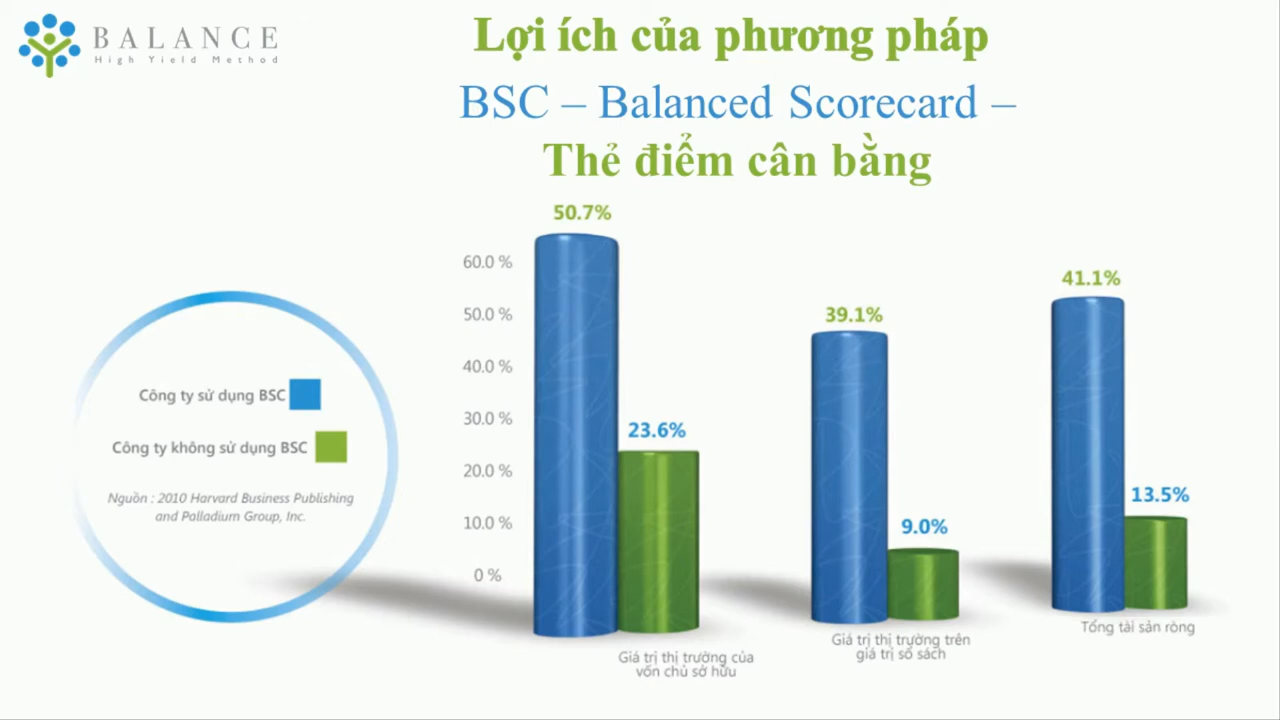 BALANCE
High Yield Method
Lợi ích của phương pháp
BSC – Balanced Scorecard –
Thẻ điểm cân bằng
Công ty sử dụng BSC
Công ty không sử dụng BSC
Nguồn : 2010 Harvard Business Publishing
and Palladium Group, Inc.
60.0 %
50.0 %
40.0 %
30.0 %
20.0 %
10.0 %
0 %
50.7%
23.6%
Giá trị thị trường của
vốn chủ sở hữu
39.1%
9.0%
Giá trị thị trường trên
giá trị sổ sách
41.1%
13.5%
Tổng tài sản ròng